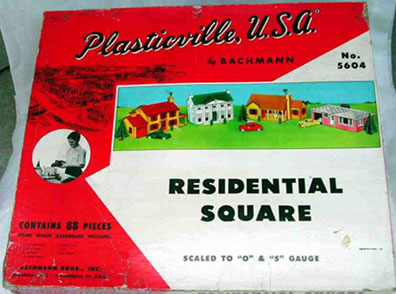 Plasticville, U.S.A.
by BACHMANN
No.
5604
RESIDENTIAL
SQUARE
CONTAINS 88 PIECES
SCALED TO "O" & "S" GAUGE
BACHMANN BROS., INC.